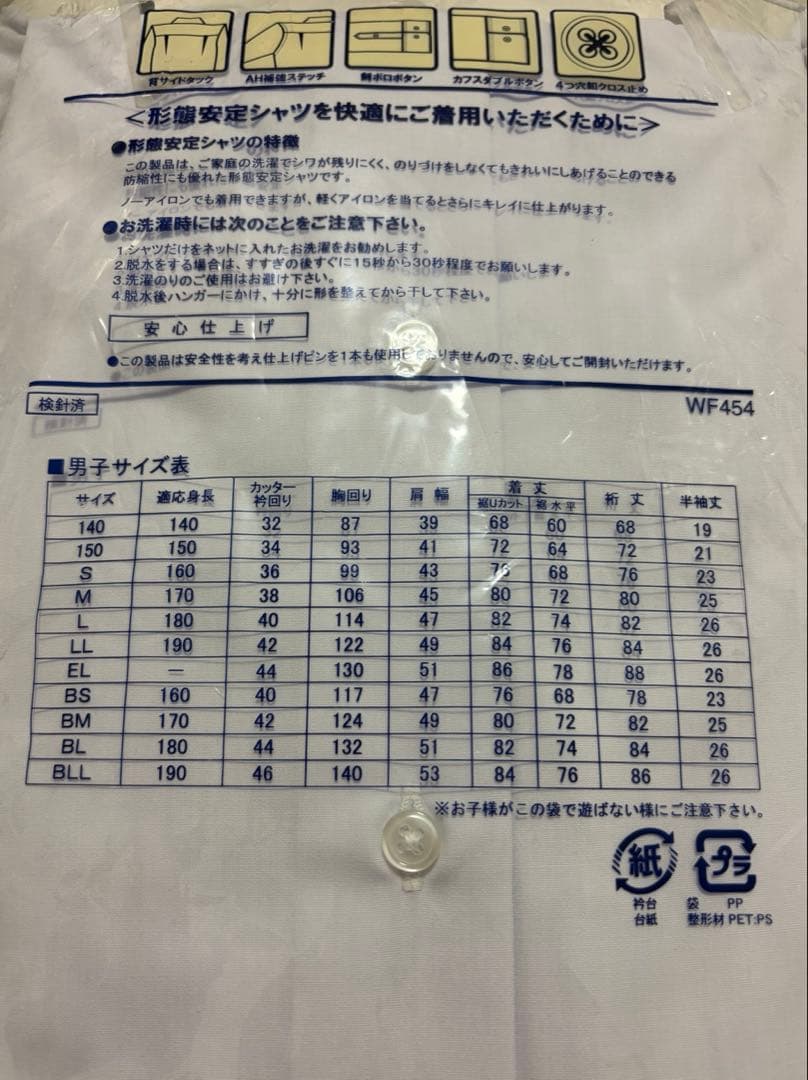 背サイドタック AH補強ステッチ 剣ボロボタン カフスダブルボタン 4つ穴釦クロス止め
＜形態安定シャツを快適にご着用いただくために＞
●形態安定シャツの特徴
この製品は、ご家庭の洗濯でシワが残りにくく、のりづけをしなくてもきれいにしあげることのできる
防縮性にも優れた形態安定シャツです。
ノーアイロンでも着用できますが、軽くアイロンを当てるとさらにキレイに仕上がります。
●お洗濯時には次のことをご注意下さい。
1.シャツだけをネットに入れたお洗濯をお勧めします。
2.脱水をする場合は、すすぎの後すぐに15秒から30秒程度でお願いします。
3.洗濯のりのご使用はお避け下さい。
4.脱水後ハンガーにかけ、十分に形を整えてから干して下さい。
安心仕上げ
●この製品は安全性を考え仕上げピンを1本も使用しておりませんので、安心してご開封いただけます。
検針済 WF454
■男子サイズ表
サイズ 適応身長 カッター衿回り 胸回り 肩幅 着丈 裾Uカット 裾水平 裄丈 半袖丈
140 140 32 87 39 68 60 68 19
150 150 34 93 41 72 64 72 21
S 160 36 99 43 76 68 76 23
M 170 38 106 45 80 72 80 25
L 180 40 114 47 82 74 82 26
LL 190 42 122 49 84 76 84 26
EL － 44 130 51 86 78 88 26
BS 160 40 117 47 76 68 78 23
BM 170 42 124 49 80 72 82 25
BL 180 44 132 51 82 74 84 26
BLL 190 46 140 53 84 76 86 26
※お子様がこの袋で遊ばない様にご注意下さい。
紙 プラ
衿台 袋 PP
台紙 整形材 PET:PS